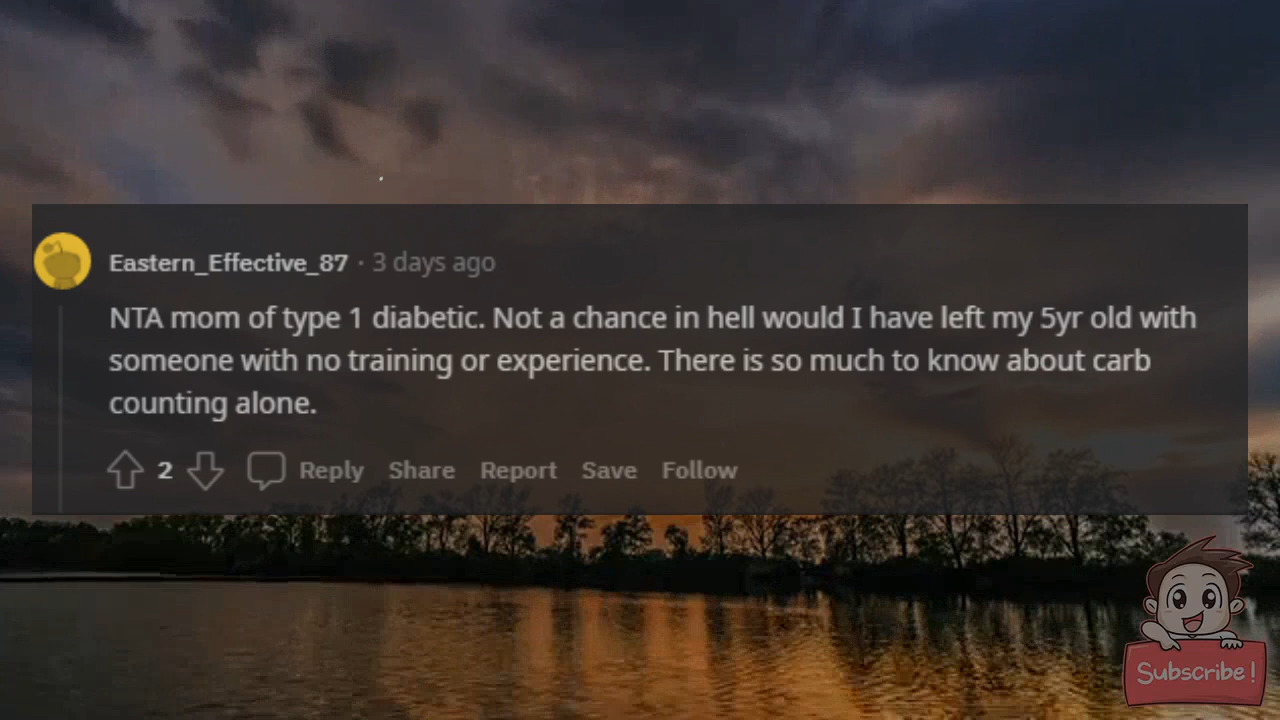 Eastern_Effective_87 · 3 days ago
NTA mom of type 1 diabetic. Not a chance in hell would I have left my 5yr old with
someone with no training or experience. There is so much to know about carb
counting alone.
2 Reply Share Report Save Follow
Subscribe!